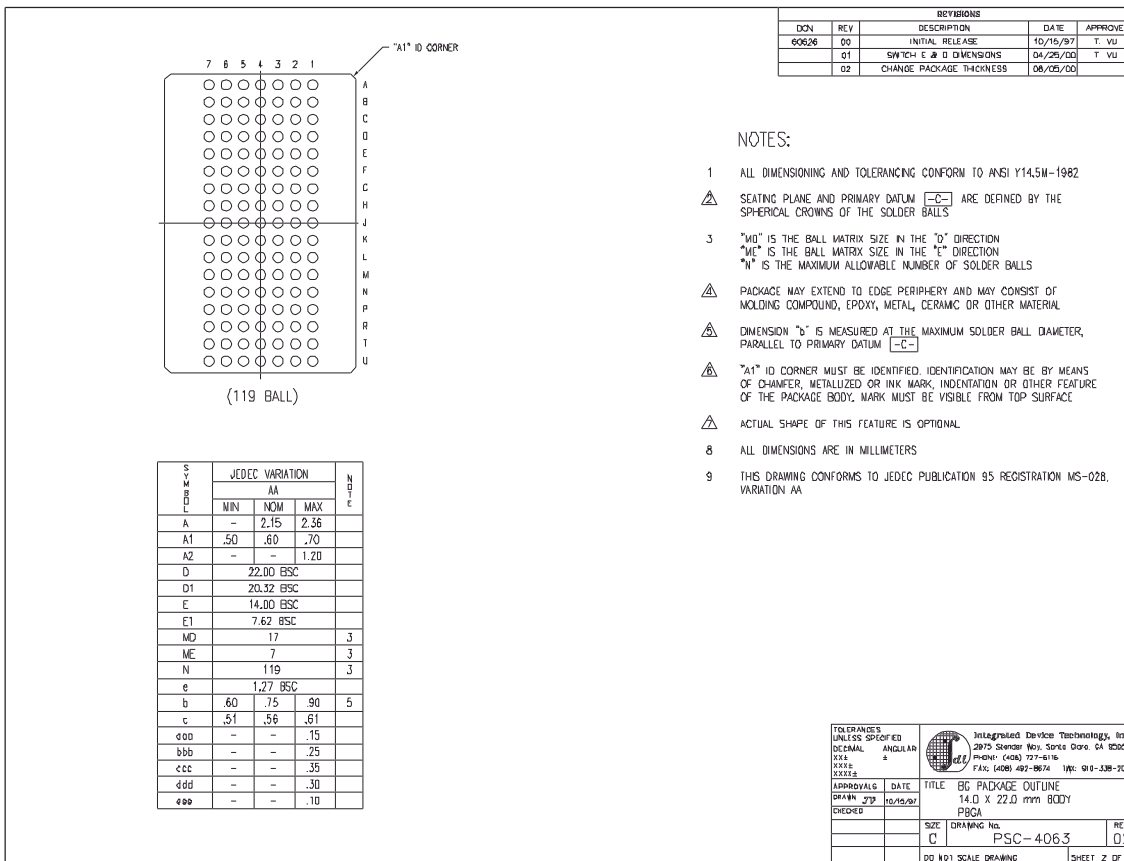 REVISIONS
DCN REV DESCRIPTION DATE APPROVE
60626 00 INITIAL RELEASE 10/15/97 T. VU
01 SWITCH E & D DIMENSIONS 04/25/00 T VU
02 CHANGE PACKAGE THICKNESS 08/05/00
"A1" ID CORNER
7 6 5 4 3 2 1
A
B
C
D
E
F
G
H
J
K
L
M
N
P
R
T
U
(119 BALL)
NOTES:
1 ALL DIMENSIONING AND TOLERANCING CONFORM TO ANSI Y14.5M-1982
2 SEATING PLANE AND PRIMARY DATUM -C- ARE DEFINED BY THE
SPHERICAL CROWNS OF THE SOLDER BALLS
3 "MD" IS THE BALL MATRIX SIZE IN THE "D" DIRECTION
"ME" IS THE BALL MATRIX SIZE IN THE "E" DIRECTION
"N" IS THE MAXIMUM ALLOWABLE NUMBER OF SOLDER BALLS
4 PACKAGE MAY EXTEND TO EDGE PERIPHERY AND MAY CONSIST OF
MOLDING COMPOUND, EPOXY, METAL, CERAMIC OR OTHER MATERIAL
5 DIMENSION "b" IS MEASURED AT THE MAXIMUM SOLDER BALL DIAMETER,
PARALLEL TO PRIMARY DATUM -C-
6 "A1" ID CORNER MUST BE IDENTIFIED. IDENTIFICATION MAY BE BY MEANS
OF CHAMFER, METALLIZED OR INK MARK, INDENTATION OR OTHER FEATURE
OF THE PACKAGE BODY. MARK MUST BE VISIBLE FROM TOP SURFACE
7 ACTUAL SHAPE OF THIS FEATURE IS OPTIONAL
8 ALL DIMENSIONS ARE IN MILLIMETERS
9 THIS DRAWING CONFORMS TO JEDEC PUBLICATION 95 REGISTRATION MS-028,
VARIATION AA
SYMBOL JEDEC VARIATION NOTE
AA
MIN NOM MAX
A - 2.15 2.36
A1 .50 .60 .70
A2 - - 1.20
D 22.00 BSC
D1 20.32 BSC
E 14.00 BSC
E1 7.62 BSC
MD 17 3
ME 7 3
N 119 3
e 1.27 BSC
b .60 .75 .90 5
c .51 .56 .61
aaa - - .15
bbb - - .25
ccc - - .35
ddd - - .30
eee - - .10
TOLERANCES
UNLESS SPECIFIED
DECIMAL ANGULAR
XX± ±
XXX±
XXXX±
APPROVALS DATE
DRAWN 10/15/97
CHECKED
idt
Integrated Device Technology, In
2975 Stender Way, Santa Clara, CA 9505
PHONE: (408) 727-6116
FAX: (408) 492-8674 TWX: 910-338-20
TITLE BG PACKAGE OUTLINE
14.0 X 22.0 mm BODY
PBGA
SIZE DRAWING No. RE
C PSC-4063 02
DO NOT SCALE DRAWING SHEET 2 OF